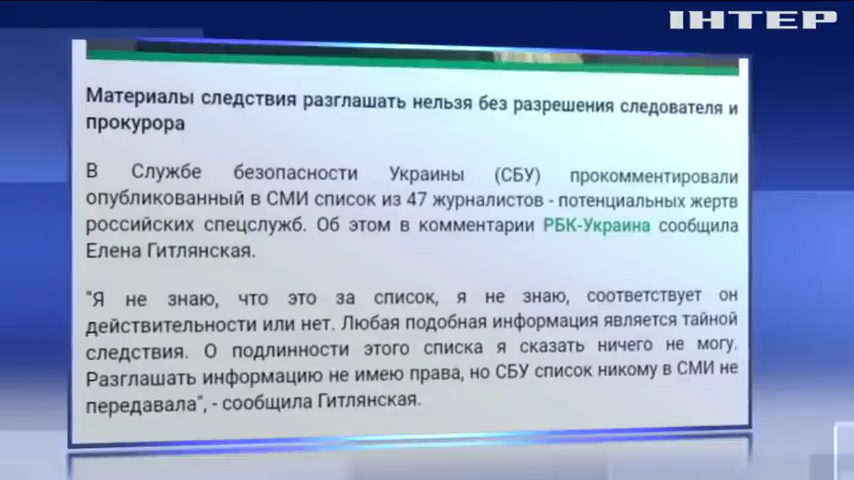 ІНТЕР
Материалы следствия разглашать нельзя без разрешения следователя и
прокурора
В Службе безопасности Украины (СБУ) прокомментировали
опубликованный в СМИ список из 47 журналистов - потенциальных жертв
российских спецслужб. Об этом в комментарии РБК-Украина сообщила
Елена Гитлянская.
"Я не знаю, что это за список, я не знаю, соответствует он
действительности или нет. Любая подобная информация является тайной
следствия. О подлинности этого списка я сказать ничего не могу.
Разглашать информацию не имею права, но СБУ список никому в СМИ не
передавала", - сообщила Гитлянская.